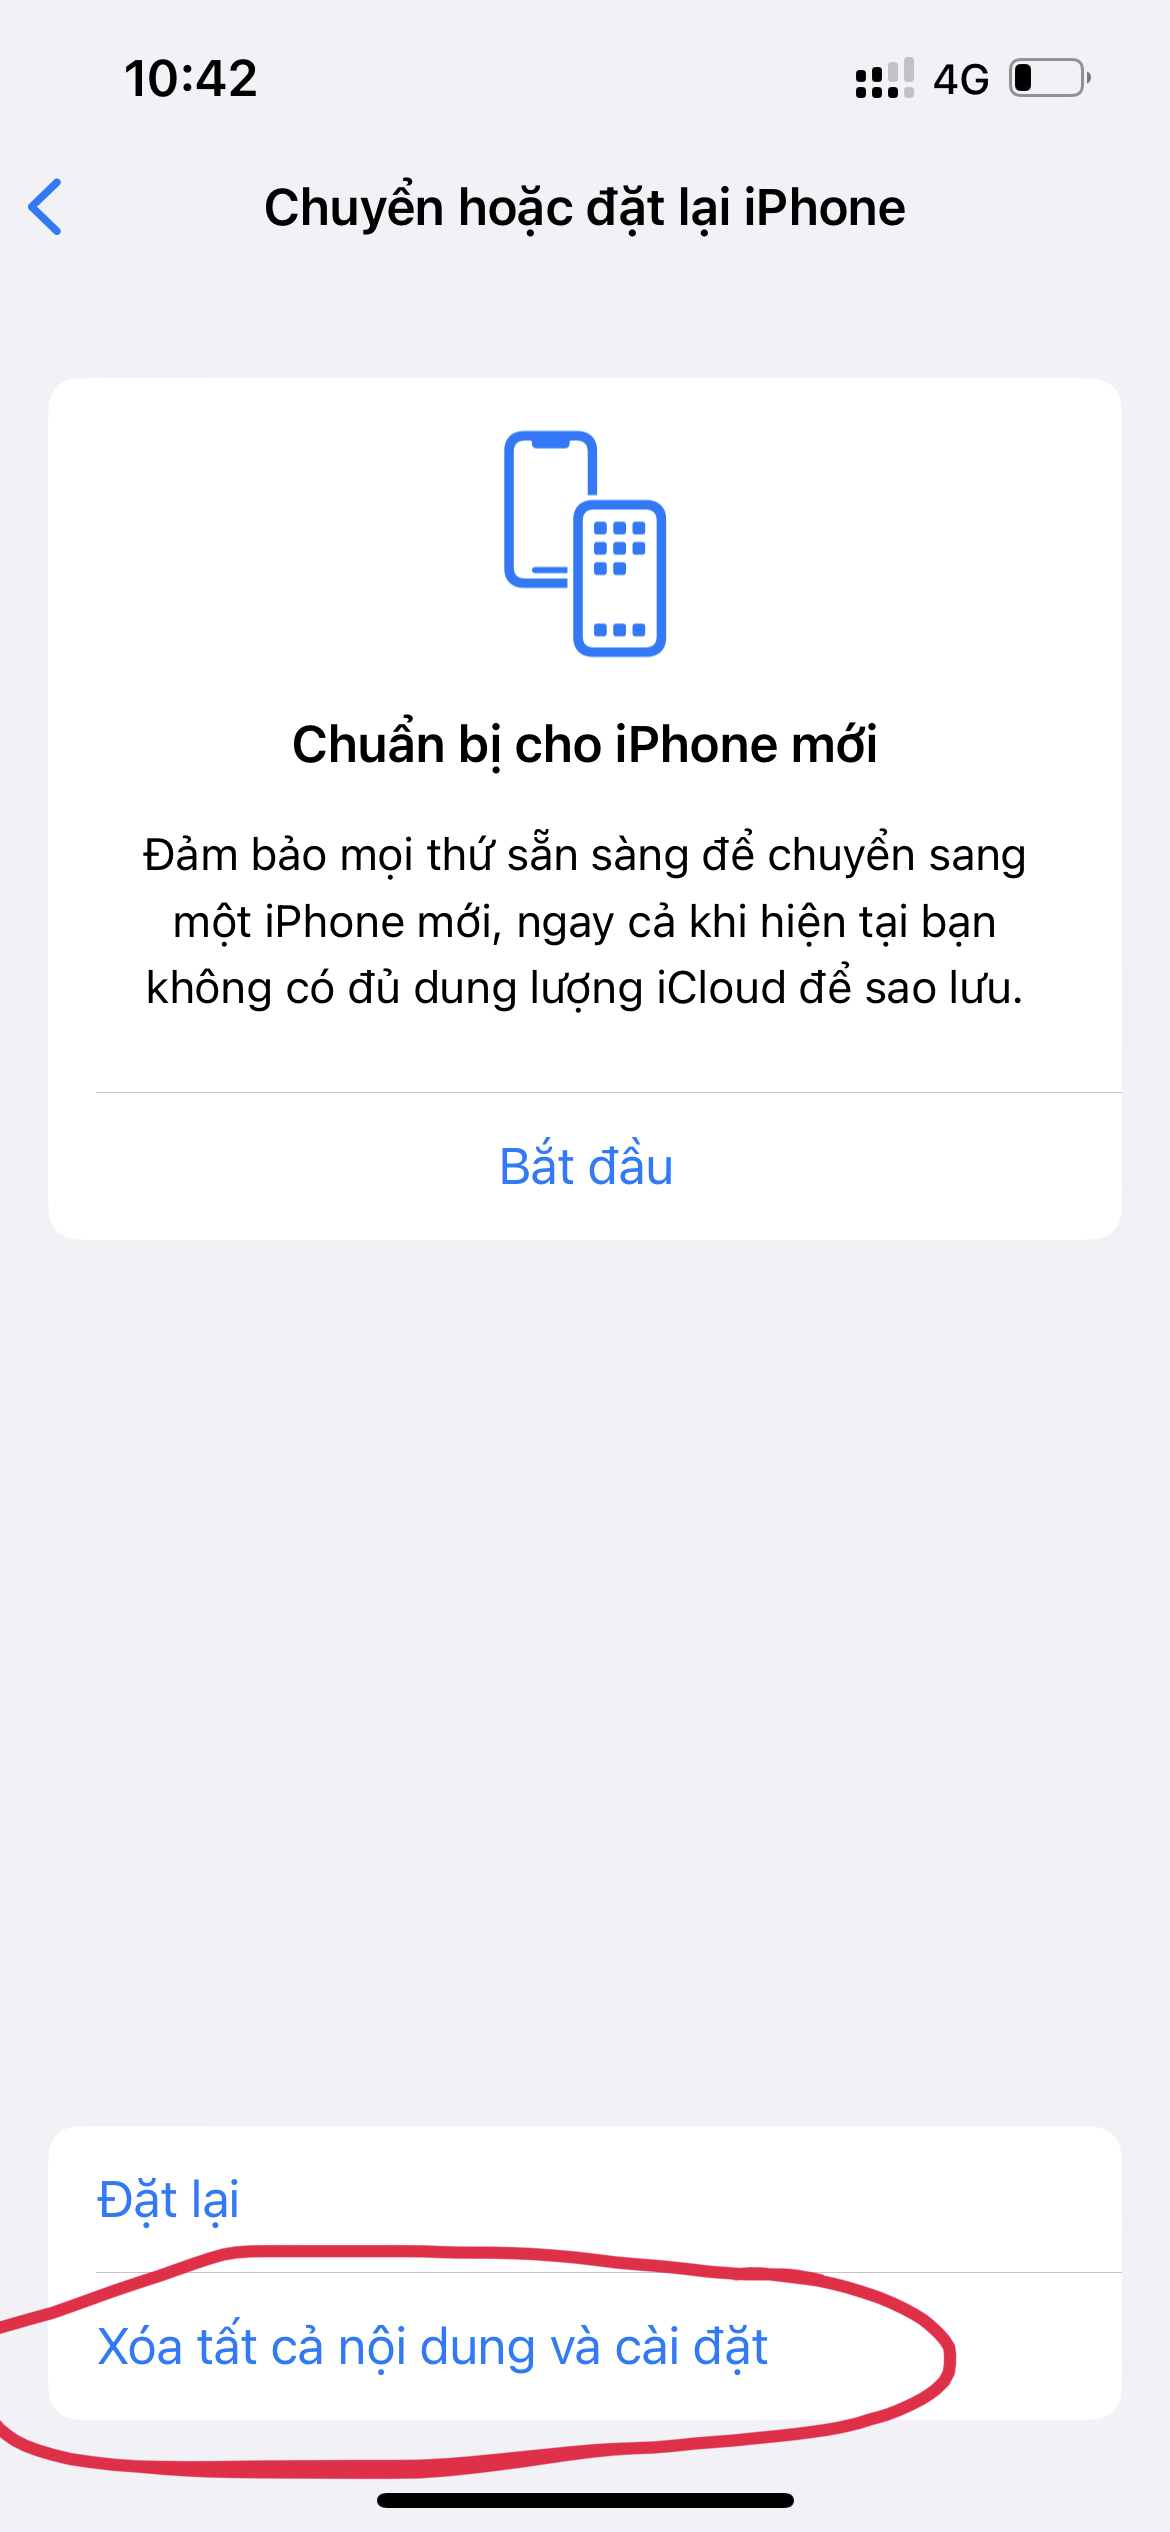 10:42
4G
Chuyển hoặc đặt lại iPhone
Chuẩn bị cho iPhone mới
Đảm bảo mọi thứ sẵn sàng để chuyển sang
một iPhone mới, ngay cả khi hiện tại bạn
không có đủ dung lượng iCloud để sao lưu.
Bắt đầu
Đặt lại
Xóa tất cả nội dung và cài đặt